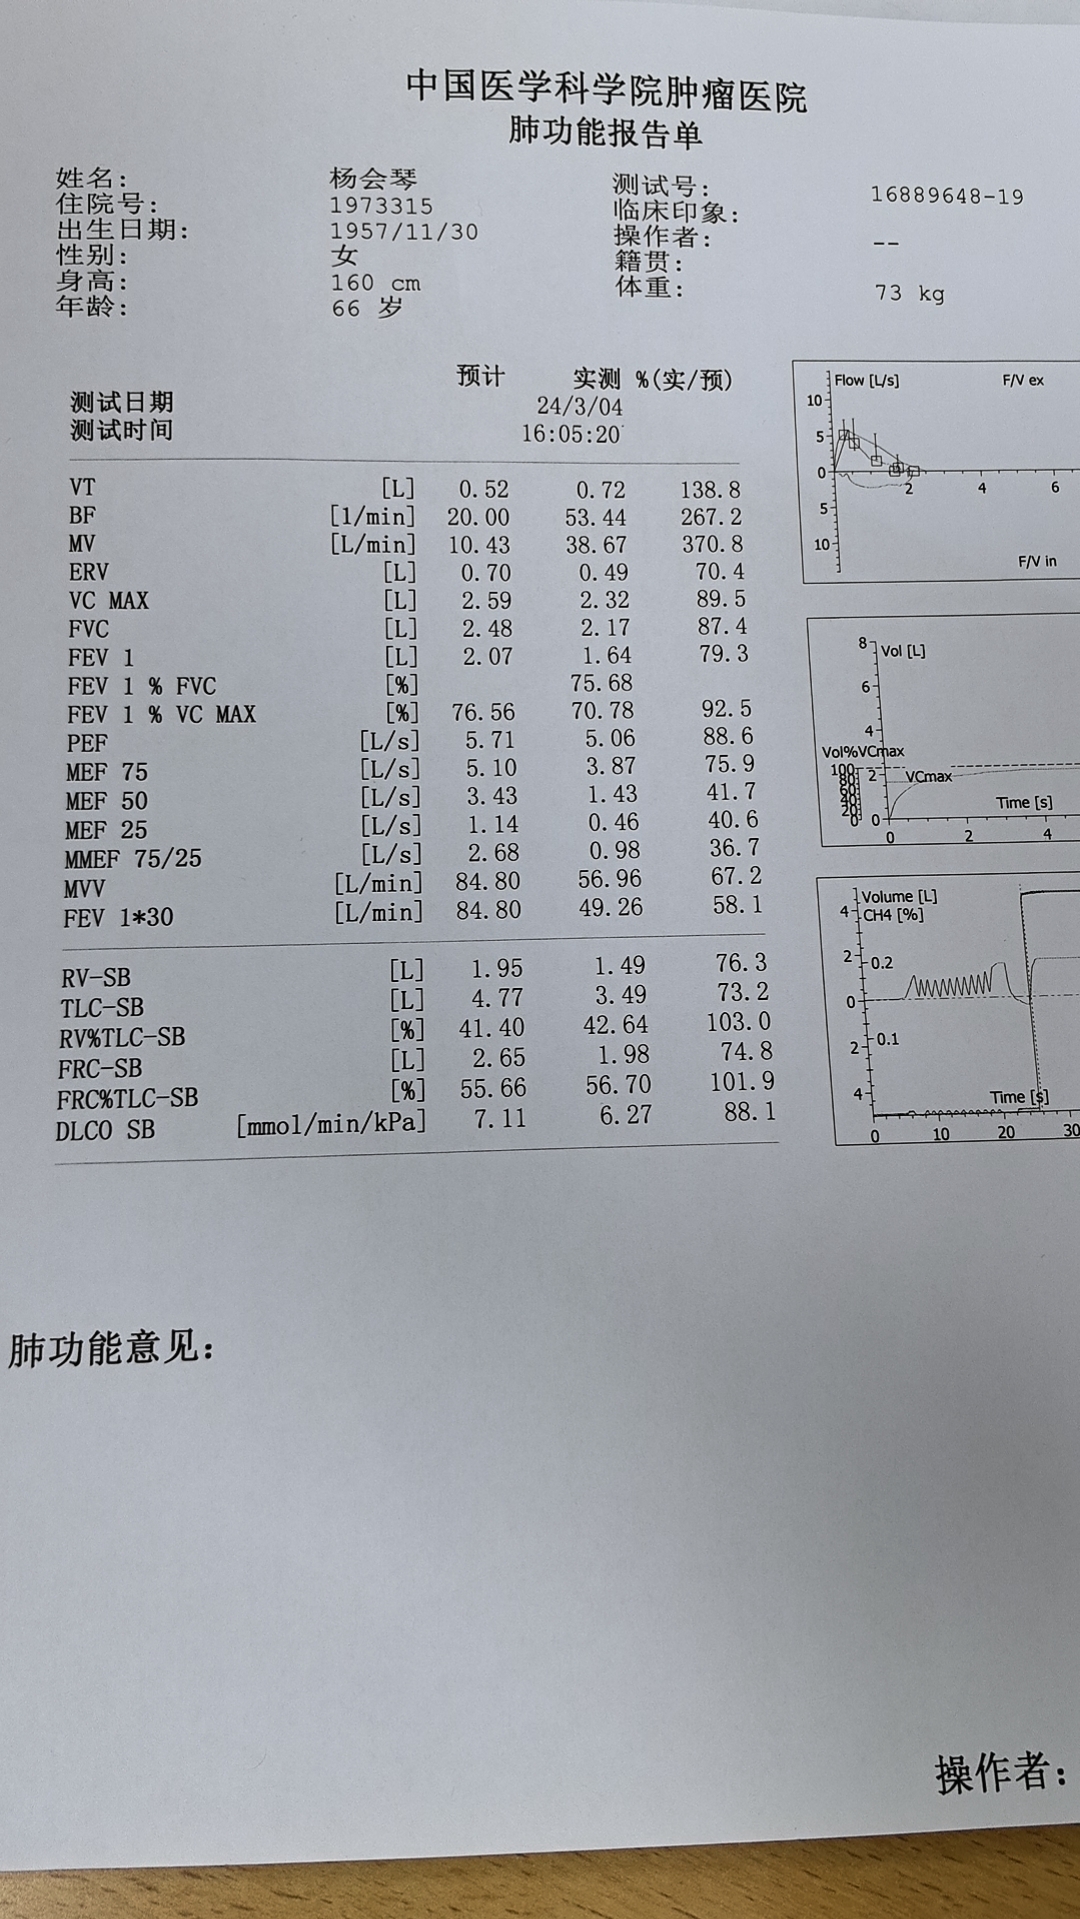 中国医学科学院肿瘤医院
肺功能报告单
姓名: 杨会琴 测试号: 16889648-19
住院号: 1973315 临床印象:
出生日期: 1957/11/30 操作者: --
性别: 女 籍贯:
身高: 160 cm 体重: 73 kg
年龄: 66 岁
预计 实测 %(实/预)
测试日期 24/3/04
测试时间 16:05:20
VT [L] 0.52 0.72 138.8
BF [1/min] 20.00 53.44 267.2
MV [L/min] 10.43 38.67 370.8
ERV [L] 0.70 0.49 70.4
VC MAX [L] 2.59 2.32 89.5
FVC [L] 2.48 2.17 87.4
FEV 1 [L] 2.07 1.64 79.3
FEV 1 % FVC [%] 75.68
FEV 1 % VC MAX [%] 76.56 70.78 92.5
PEF [L/s] 5.71 5.06 88.6
MEF 75 [L/s] 5.10 3.87 75.9
MEF 50 [L/s] 3.43 1.43 41.7
MEF 25 [L/s] 1.14 0.46 40.6
MMEF 75/25 [L/s] 2.68 0.98 36.7
MVV [L/min] 84.80 56.96 67.2
FEV 1*30 [L/min] 84.80 49.26 58.1
RV-SB [L] 1.95 1.49 76.3
TLC-SB [L] 4.77 3.49 73.2
RV%TLC-SB [%] 41.40 42.64 103.0
FRC-SB [L] 2.65 1.98 74.8
FRC%TLC-SB [%] 55.66 56.70 101.9
DLCO SB [mmol/min/kPa] 7.11 6.27 88.1
Flow [L/s] F/V ex
10
5
0
2 4 6
5
10
F/V in
8 Vol [L]
6
4
Vol%VCmax
100 2 VCmax
80
60
40
20
0 0
Time [s]
0 2 4
Volume [L]
4 CH4 [%]
2 0.2
0
2 0.1
4 Time [s]
0 10 20 30
肺功能意见:
操作者: